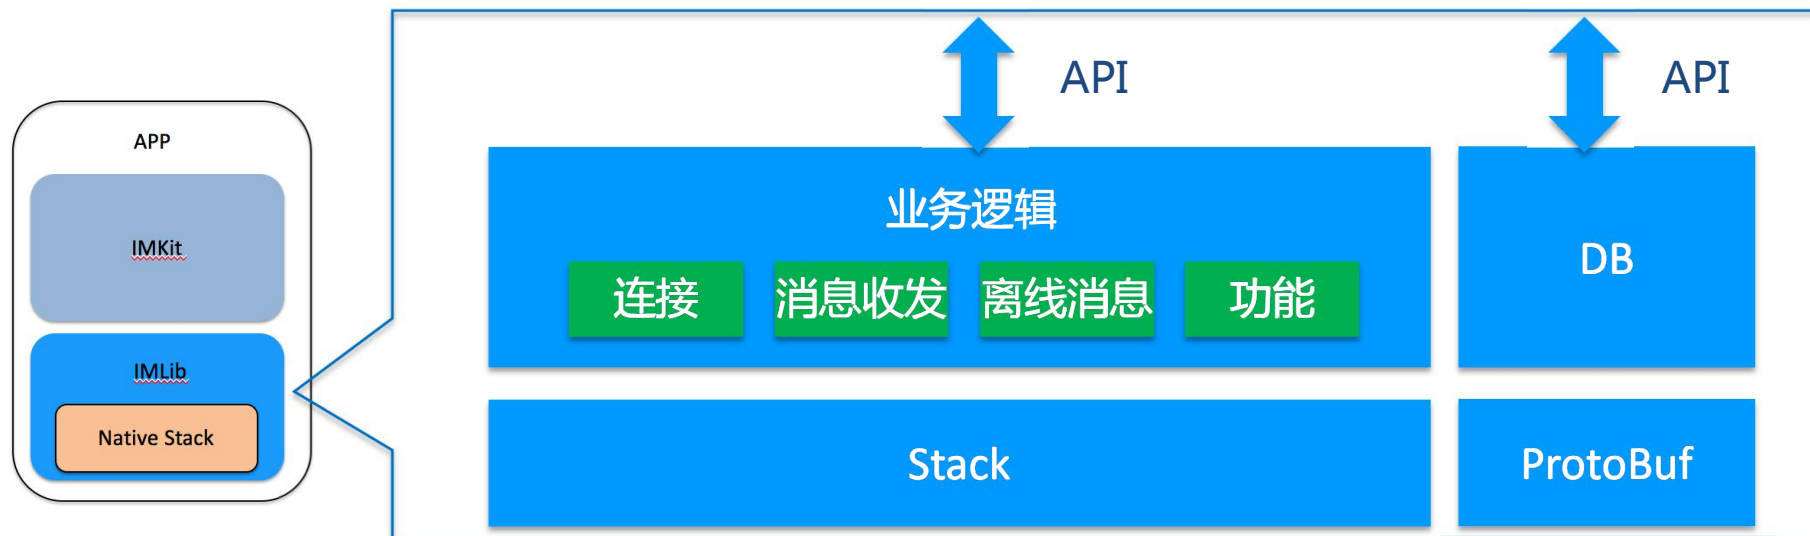 APP
IMKit
IMLib
Native Stack
API
API
业务逻辑
连接
消息收发
离线消息
功能
DB
Stack
ProtoBuf